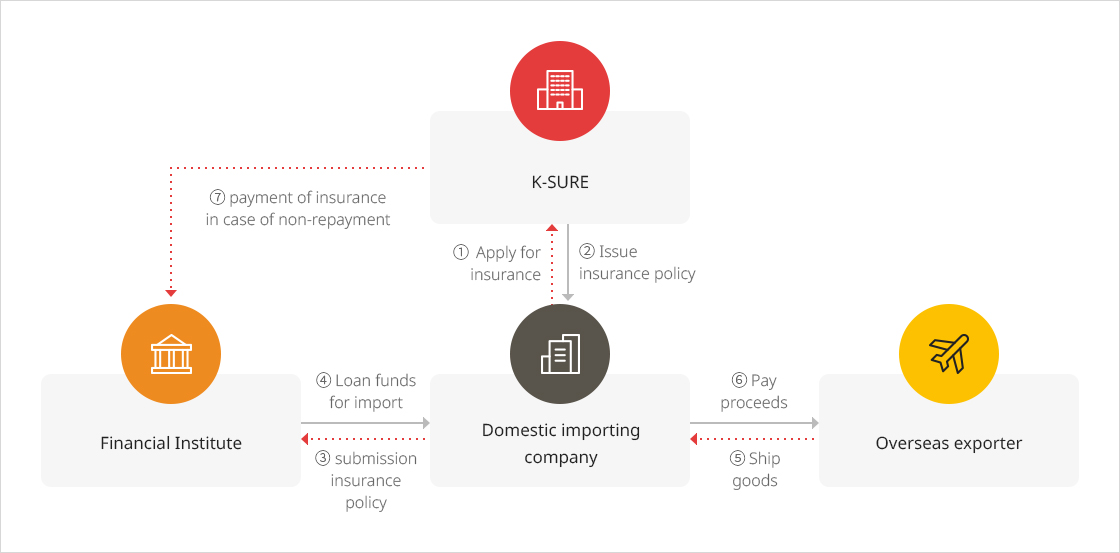 K-SURE
⑦ payment of insurance
in case of non-repayment
① Apply for
insurance
② Issue
insurance policy
Financial Institute
④ Loan funds
for import
③ submission
insurance
policy
Domestic importing
company
⑥ Pay
proceeds
⑤ Ship
goods
Overseas exporter